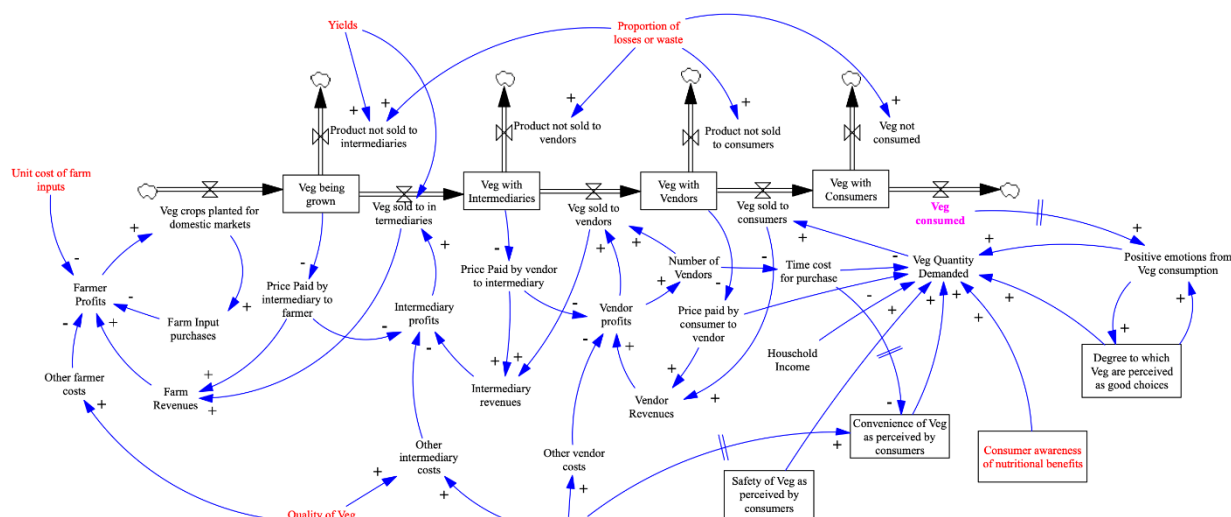 Yields
Proportion of
losses or waste
Product not sold to
intermediaries
Product not sold to
vendors
Product not sold
to consumers
Veg not
consumed
Unit cost of farm
inputs
Veg being
grown
Veg with
Intermediaries
Veg with
Vendors
Veg with
Consumers
Veg crops planted for
domestic markets
Veg sold to in
termediaries
Veg sold to
vendors
Veg sold to
consumers
Veg
consumed
Farmer
Profits
Price Paid by
intermediary to
farmer
Price Paid by vendor
to intermediary
Number of
Vendors
Time cost
for purchase
Veg Quantity
Demanded
Positive emotions from
Veg consumption
Farm Input
purchases
Intermediary
profits
Vendor
profits
Price paid by
consumer to
vendor
Household
Income
Degree to which
Veg are perceived
as good choices
Other farmer
costs
Farm
Revenues
Intermediary
revenues
Vendor
Revenues
Other
intermediary
costs
Other vendor
costs
Convenience of Veg
as perceived by
consumers
Safety of Veg as
perceived by
consumers
Consumer awareness
of nutritional benefits
Quality of Veg